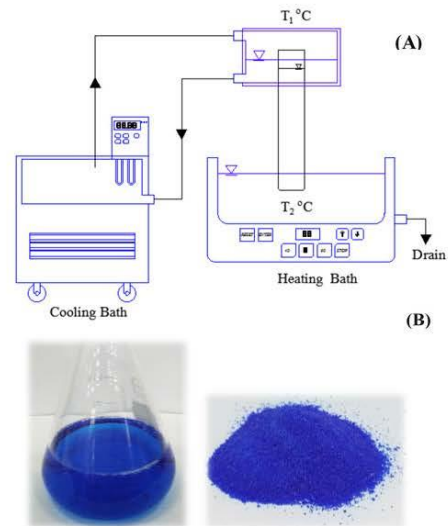 T₁ °C
(A)
T₂ °C
Drain
Heating Bath
Cooling Bath
(B)